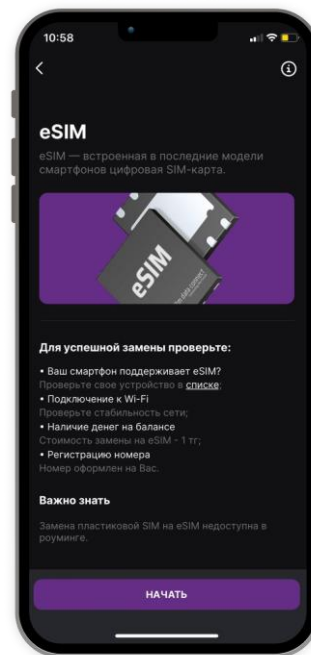 10:58
eSIM
eSIM — встроенная в последние модели
смартфонов цифровая SIM-карта.
eSIM
Для успешной замены проверьте:
• Ваш смартфон поддерживает eSIM?
Проверьте свое устройство в списке;
• Подключение к Wi-Fi
Проверьте стабильность сети;
• Наличие денег на балансе
Стоимость замены на eSIM - 1 тг;
• Регистрацию номера
Номер оформлен на Вас.
Важно знать
Замена пластиковой SIM на eSIM недоступна в
роуминге.
НАЧАТЬ